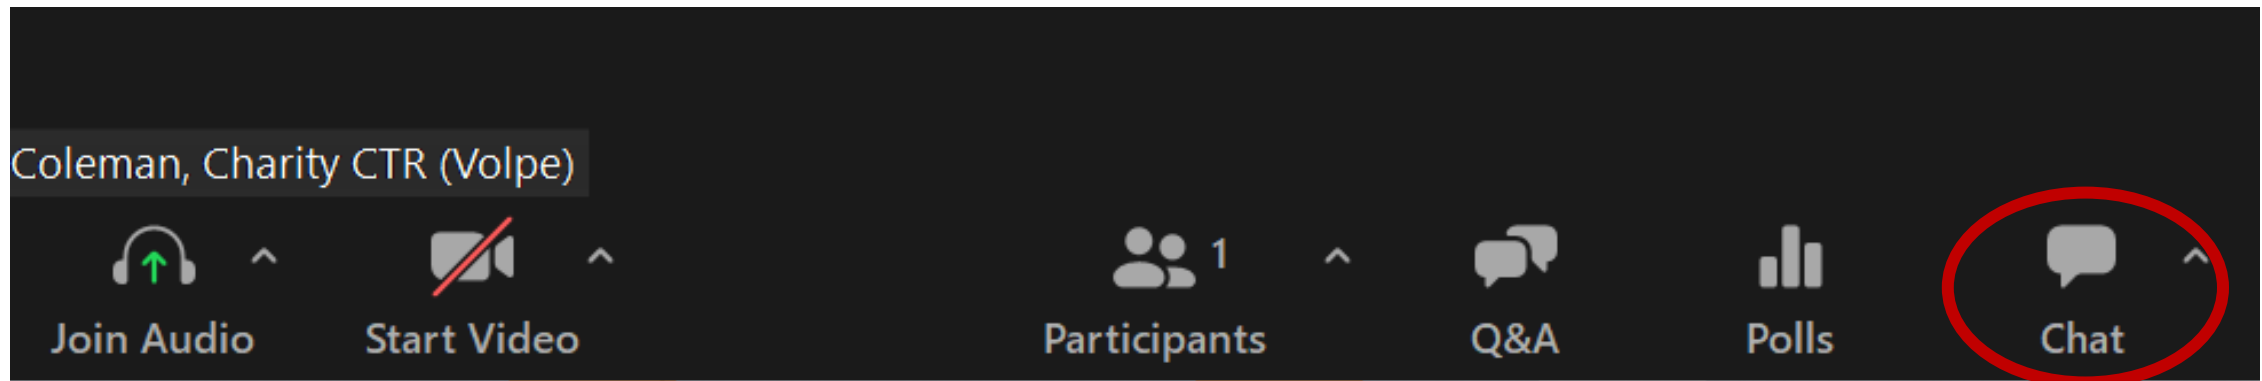 Coleman, Charity CTR (Volpe)
1
Join Audio
Start Video
Participants
Q&A
Polls
Chat